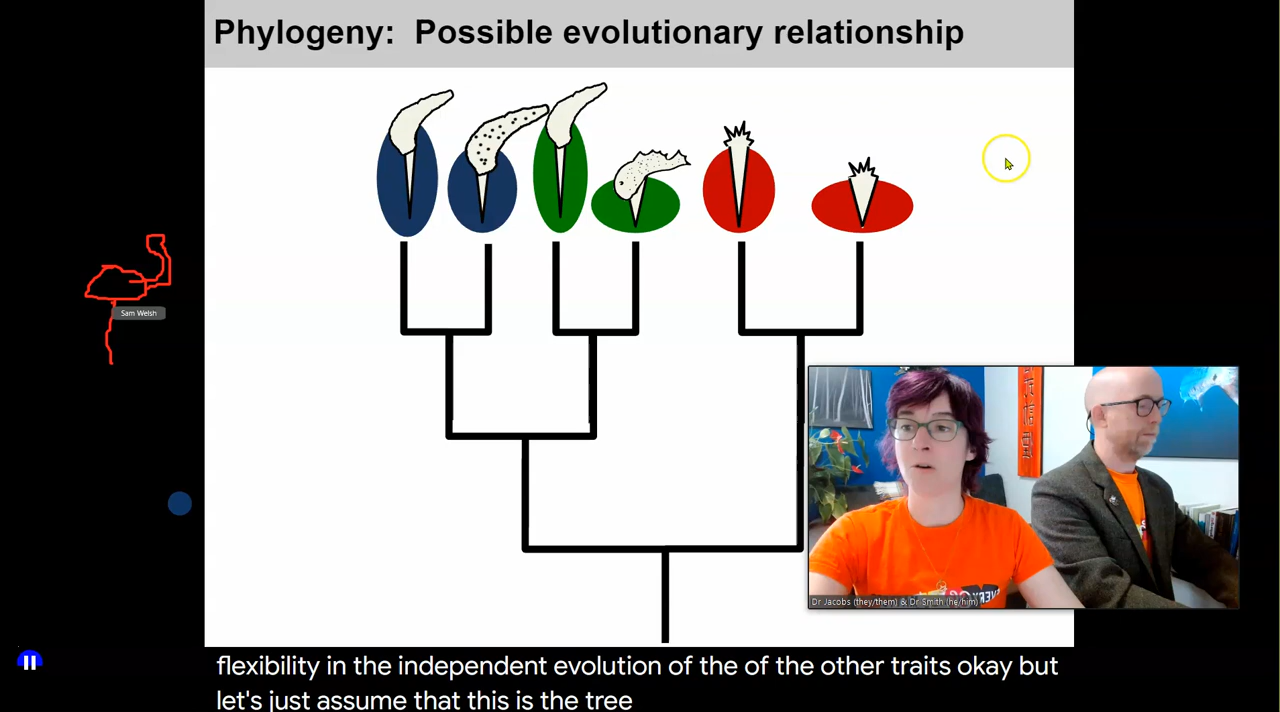 Phylogeny: Possible evolutionary relationship
Sam Welsh
Dr Jacobs (they/them) & Dr Smith (he/him)
flexibility in the independent evolution of the of the other traits okay but
let's just assume that this is the tree